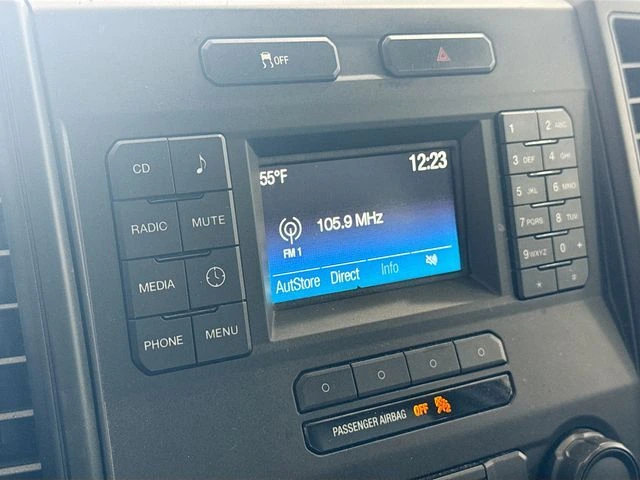 OFF
CD
RADIO MUTE
MEDIA
PHONE MENU
55°F 12:23
105.9 MHz
FM 1
AutStore Direct Info
1 2 ABC
3 DEF 4 GHI
5 JKL 6 MNO
7 PQRS 8 TUV
9 WXYZ 0 +
*
PASSENGER AIRBAG OFF